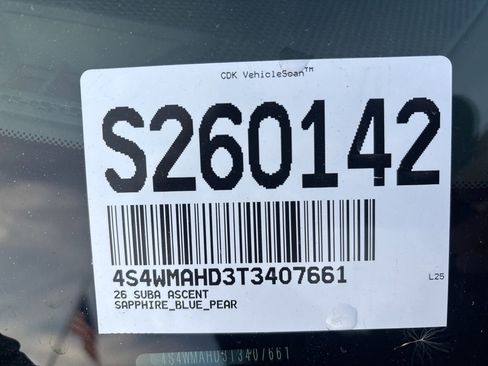 CDK VehicleScan™
S260142
4S4WMAHD3T3407661
L25
26 SUBA ASCENT
SAPPHIRE_BLUE_PEAR
4S4WMAHD3T3407661